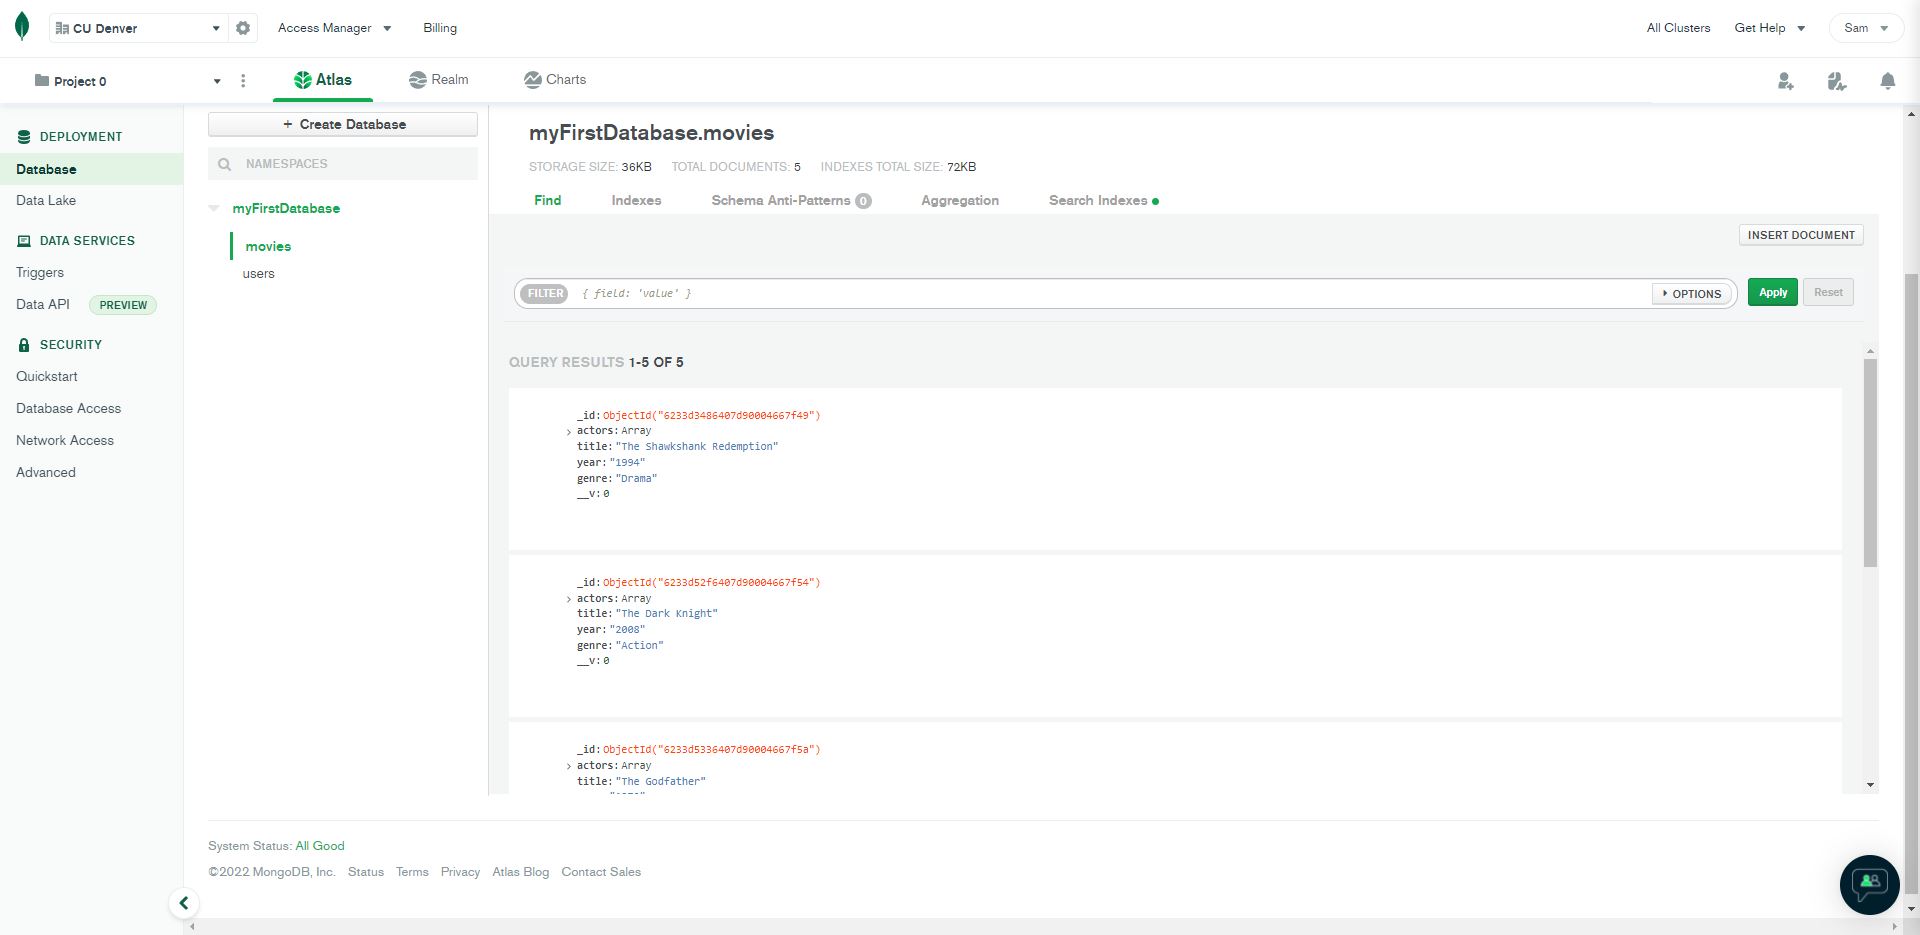 CU Denver
Access Manager
Billing
All Clusters
Get Help
Sam
Project 0
Atlas
Realm
Charts
DEPLOYMENT
Database
Data Lake
DATA SERVICES
Triggers
Data API PREVIEW
SECURITY
Quickstart
Database Access
Network Access
Advanced
+ Create Database
NAMESPACES
myFirstDatabase
movies
users
myFirstDatabase.movies
STORAGE SIZE: 36KB TOTAL DOCUMENTS: 5 INDEXES TOTAL SIZE: 72KB
Find Indexes Schema Anti-Patterns 0 Aggregation Search Indexes
INSERT DOCUMENT
FILTER { field: 'value' } OPTIONS Apply Reset
QUERY RESULTS 1-5 OF 5
_id: ObjectId("6233d3486407d90004667f49")
actors: Array
title: "The Shawkshank Redemption"
year: "1994"
genre: "Drama"
__v: 0
_id: ObjectId("6233d52f6407d90004667f54")
actors: Array
title: "The Dark Knight"
year: "2008"
genre: "Action"
__v: 0
_id: ObjectId("6233d5336407d90004667f5a")
actors: Array
title: "The Godfather"
System Status: All Good
©2022 MongoDB, Inc. Status Terms Privacy Atlas Blog Contact Sales